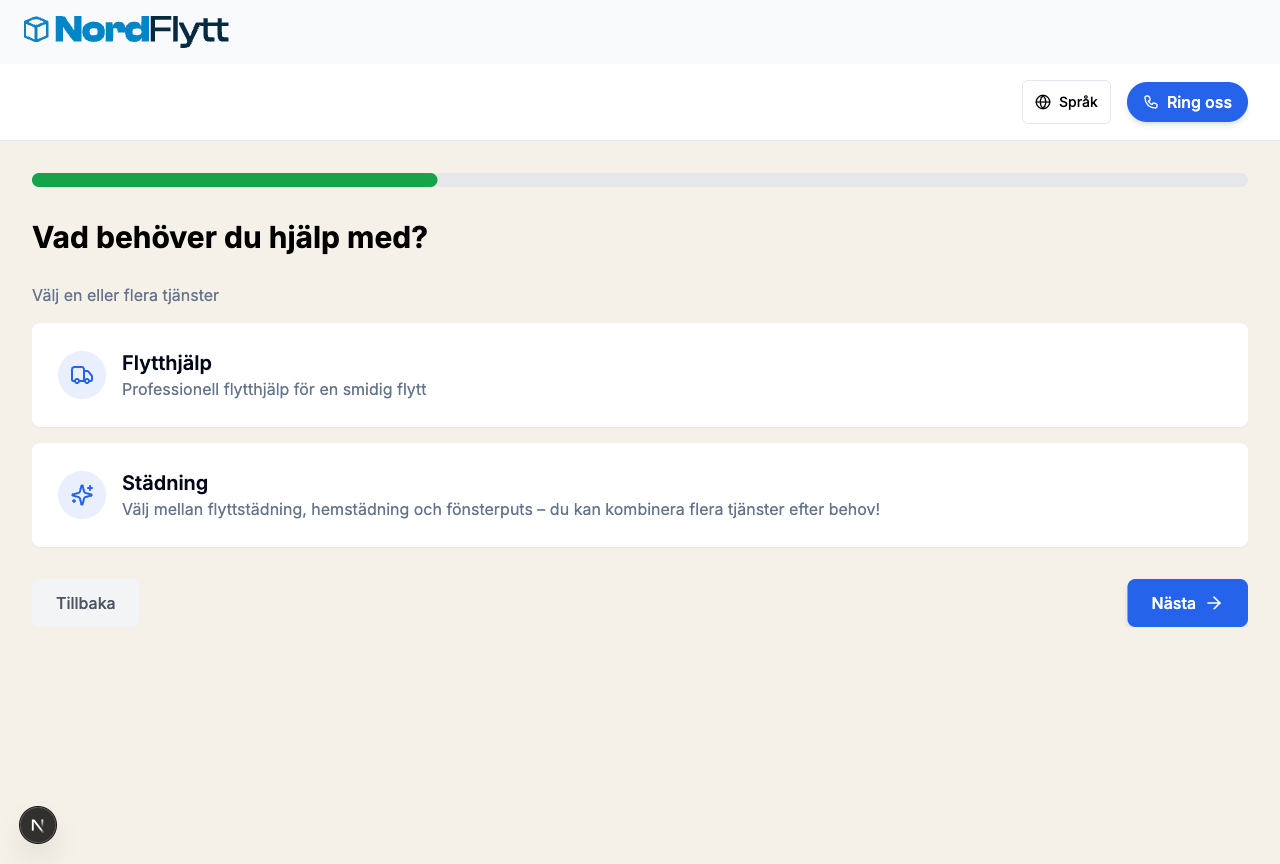 NordFlytt
Språk
Ring oss
Vad behöver du hjälp med?
Välj en eller flera tjänster
Flytthjälp
Professionell flytthjälp för en smidig flytt
Städning
Välj mellan flyttstädning, hemstädning och fönsterputs – du kan kombinera flera tjänster efter behov!
Tillbaka
Nästa
N